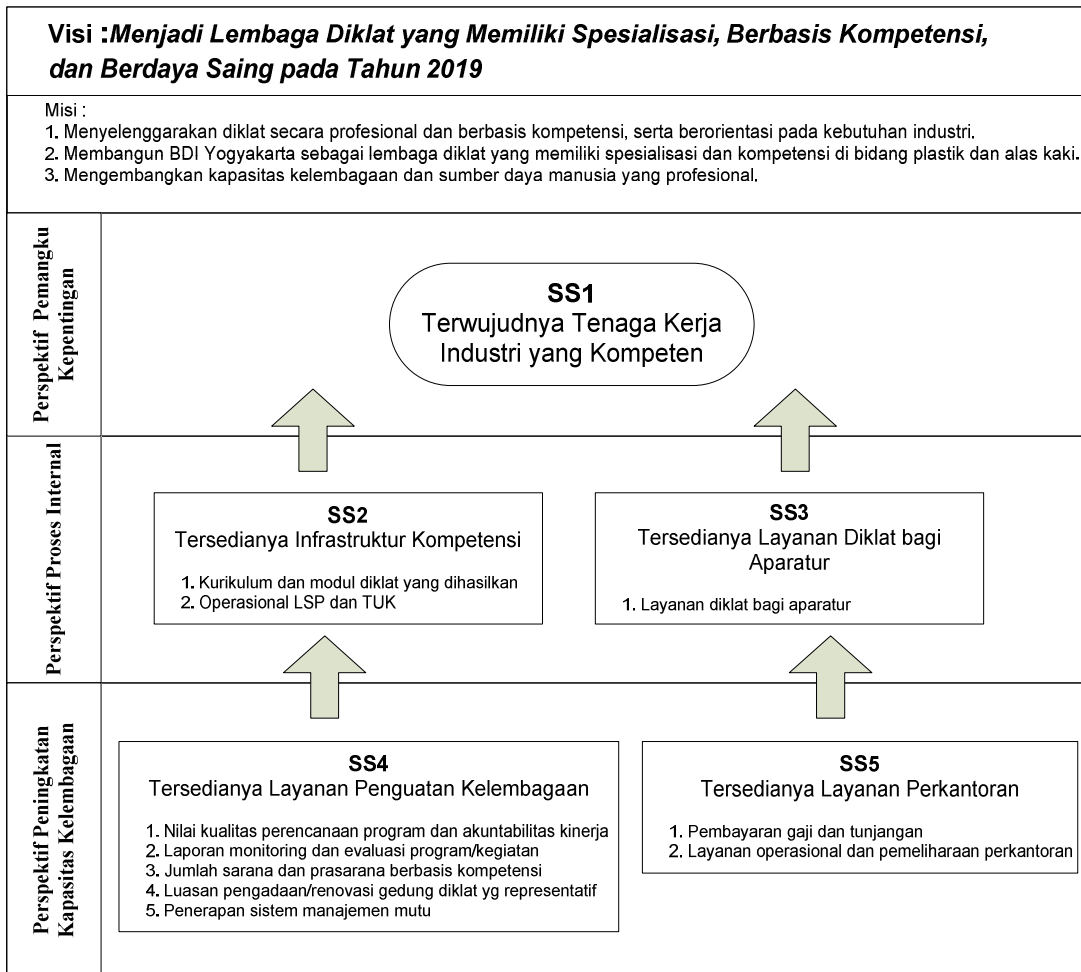 Visi :Menjadi Lembaga Diklat yang Memiliki Spesialisasi, Berbasis Kompetensi,
dan Berdaya Saing pada Tahun 2019
Misi :
1. Menyelenggarakan diklat secara profesional dan berbasis kompetensi, serta berorientasi pada kebutuhan industri.
2. Membangun BDI Yogyakarta sebagai lembaga diklat yang memiliki spesialisasi dan kompetensi di bidang plastik dan alas kaki.
3. Mengembangkan kapasitas kelembagaan dan sumber daya manusia yang profesional.
Perspektif Pemangku
Kepentingan
SS1
Terwujudnya Tenaga Kerja
Industri yang Kompeten
Perspektif Proses Internal
SS2
Tersedianya Infrastruktur Kompetensi
1. Kurikulum dan modul diklat yang dihasilkan
2. Operasional LSP dan TUK
SS3
Tersedianya Layanan Diklat bagi
Aparatur
1. Layanan diklat bagi aparatur
Perspektif Peningkatan
Kapasitas Kelembagaan
SS4
Tersedianya Layanan Penguatan Kelembagaan
1. Nilai kualitas perencanaan program dan akuntabilitas kinerja
2. Laporan monitoring dan evaluasi program/kegiatan
3. Jumlah sarana dan prasarana berbasis kompetensi
4. Luasan pengadaan/renovasi gedung diklat yg representatif
5. Penerapan sistem manajemen mutu
SS5
Tersedianya Layanan Perkantoran
1. Pembayaran gaji dan tunjangan
2. Layanan operasional dan pemeliharaan perkantoran